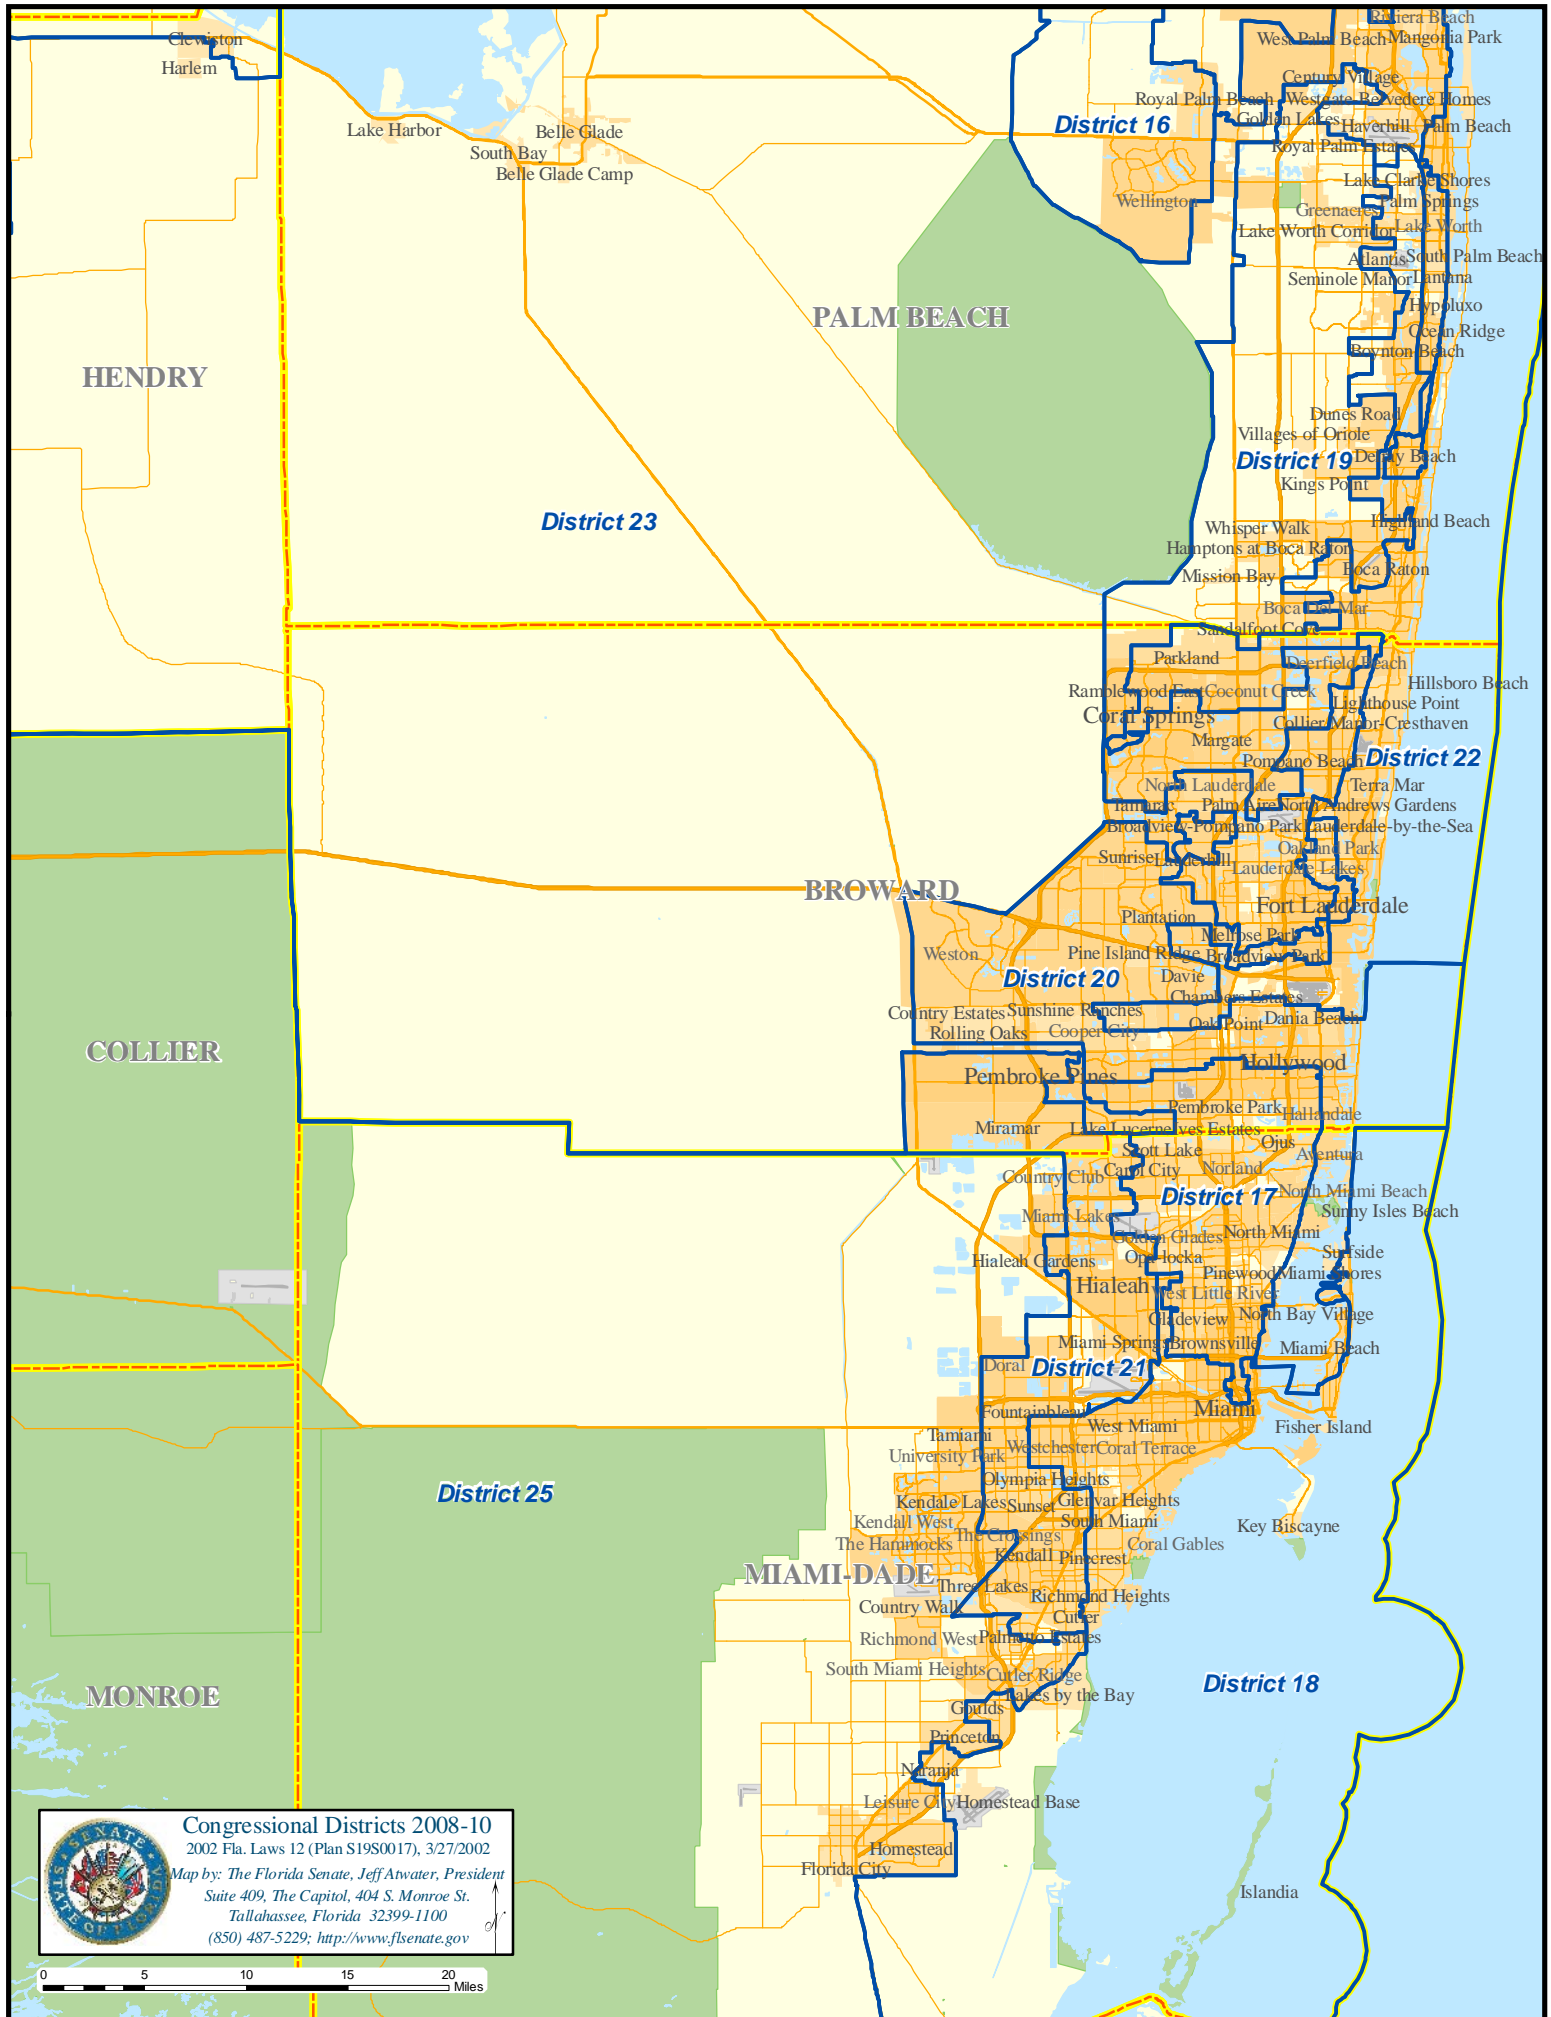 Riviera Beach
Clewiston
West Palm Beach
Mangonia Park
Harlem
Century Village
Royal Palm Beach
Westgate-Belvedere Homes
Golden Lakes
Lake Harbor
Belle Glade
District 16
Haverhill
Palm Beach
South Bay
Royal Palm Estates
Belle Glade Camp
Lake Clarke Shores
Wellington
Palm Springs
Greenacres
Lake Worth Corridor
Lake Worth
Atlantis
South Palm Beach
Seminole Manor
Lantana
PALM BEACH
Hypoluxo
Ocean Ridge
Boynton Beach
HENDRY
Dunes Road
Villages of Oriole
District 19
Delray Beach
Kings Point
District 23
Highland Beach
Whisper Walk
Hamptons at Boca Raton
Mission Bay
Boca Raton
Boca Del Mar
Sandalfoot Cove
Parkland
Deerfield Beach
Hillsboro Beach
Ramblewood East
Coconut Creek
Lighthouse Point
Coral Springs
Collier Manor-Cresthaven
Margate
Pompano Beach
District 22
North Lauderdale
Terra Mar
Tamarac
Palm Aire
North Andrews Gardens
Broadview-Pompano Park
Lauderdale-by-the-Sea
Oakland Park
Sunrise
Lauderhill
Lauderdale Lakes
BROWARD
Fort Lauderdale
Plantation
Melrose Park
Weston
Pine Island Ridge
Broadview Park
District 20
Davie
Chambers Estates
Country Estates
Sunshine Ranches
Dania Beach
Rolling Oaks
Cooper City
Oak Point
COLLIER
Hollywood
Pembroke Pines
Pembroke Park
Hallandale
Miramar
Lake Lucerne
Ives Estates
Ojus
Scott Lake
Aventura
Country Club
Carol City
Norland
District 17
North Miami Beach
Miami Lakes
Sunny Isles Beach
Golden Glades
North Miami
Surfside
Hialeah Gardens
Opa-locka
Pinewood
Miami Shores
Hialeah
West Little River
Gladeview
North Bay Village
Miami Springs
Brownsville
Miami Beach
Doral
District 21
Fountainbleau
Miami
West Miami
Fisher Island
Tamiami
University Park
Westchester
Coral Terrace
Olympia Heights
District 25
Kendale Lakes
Sunset
Glenvar Heights
Kendall West
South Miami
Key Biscayne
The Hammocks
The Crossings
Coral Gables
Kendall
Pinecrest
MIAMI-DADE
Three Lakes
Richmond Heights
Country Walk
Cutler
Richmond West
Palmetto Estates
South Miami Heights
Cutler Ridge
District 18
MONROE
Lakes by the Bay
Goulds
Princeton
Naranja
Leisure City
Homestead Base
Homestead
Florida City
Islandia
SENATE
STATE OF FLORIDA
Congressional Districts 2008-10
2002 Fla. Laws 12 (Plan S19S0017), 3/27/2002
Map by: The Florida Senate, Jeff Atwater, President
Suite 409, The Capitol, 404 S. Monroe St.
Tallahassee, Florida 32399-1100
(850) 487-5229; http://www.flsenate.gov
N
0 5 10 15 20
Miles